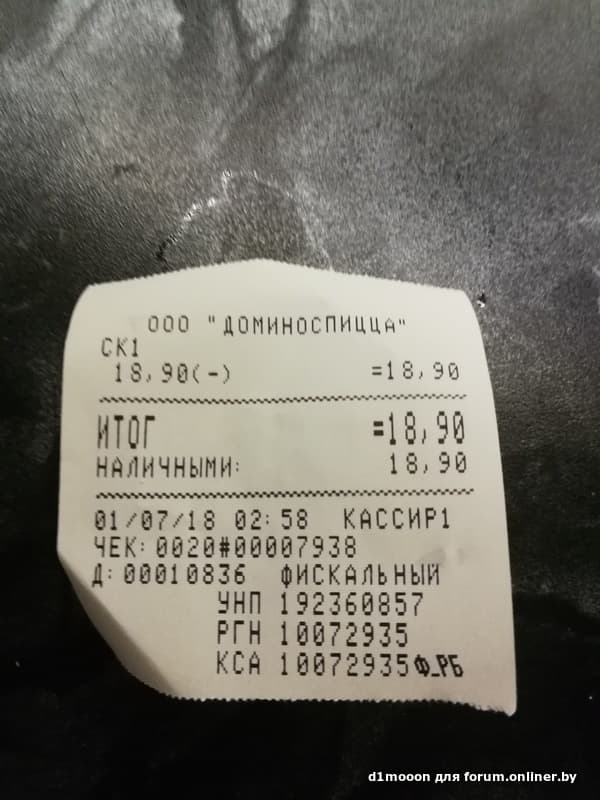 ООО "ДОМИНОСПИЦЦА"
СК1
18,90(-) =18,90
ИТОГ =18,90
НАЛИЧНЫМИ: 18,90
01/07/18 02:58 КАССИР1
ЧЕК:0020#00007938
Д:00010836 ФИСКАЛЬНЫЙ
УНП 192360857
РГН 10072935
КСА 10072935Ф_РБ
d1mooon для forum.onliner.by